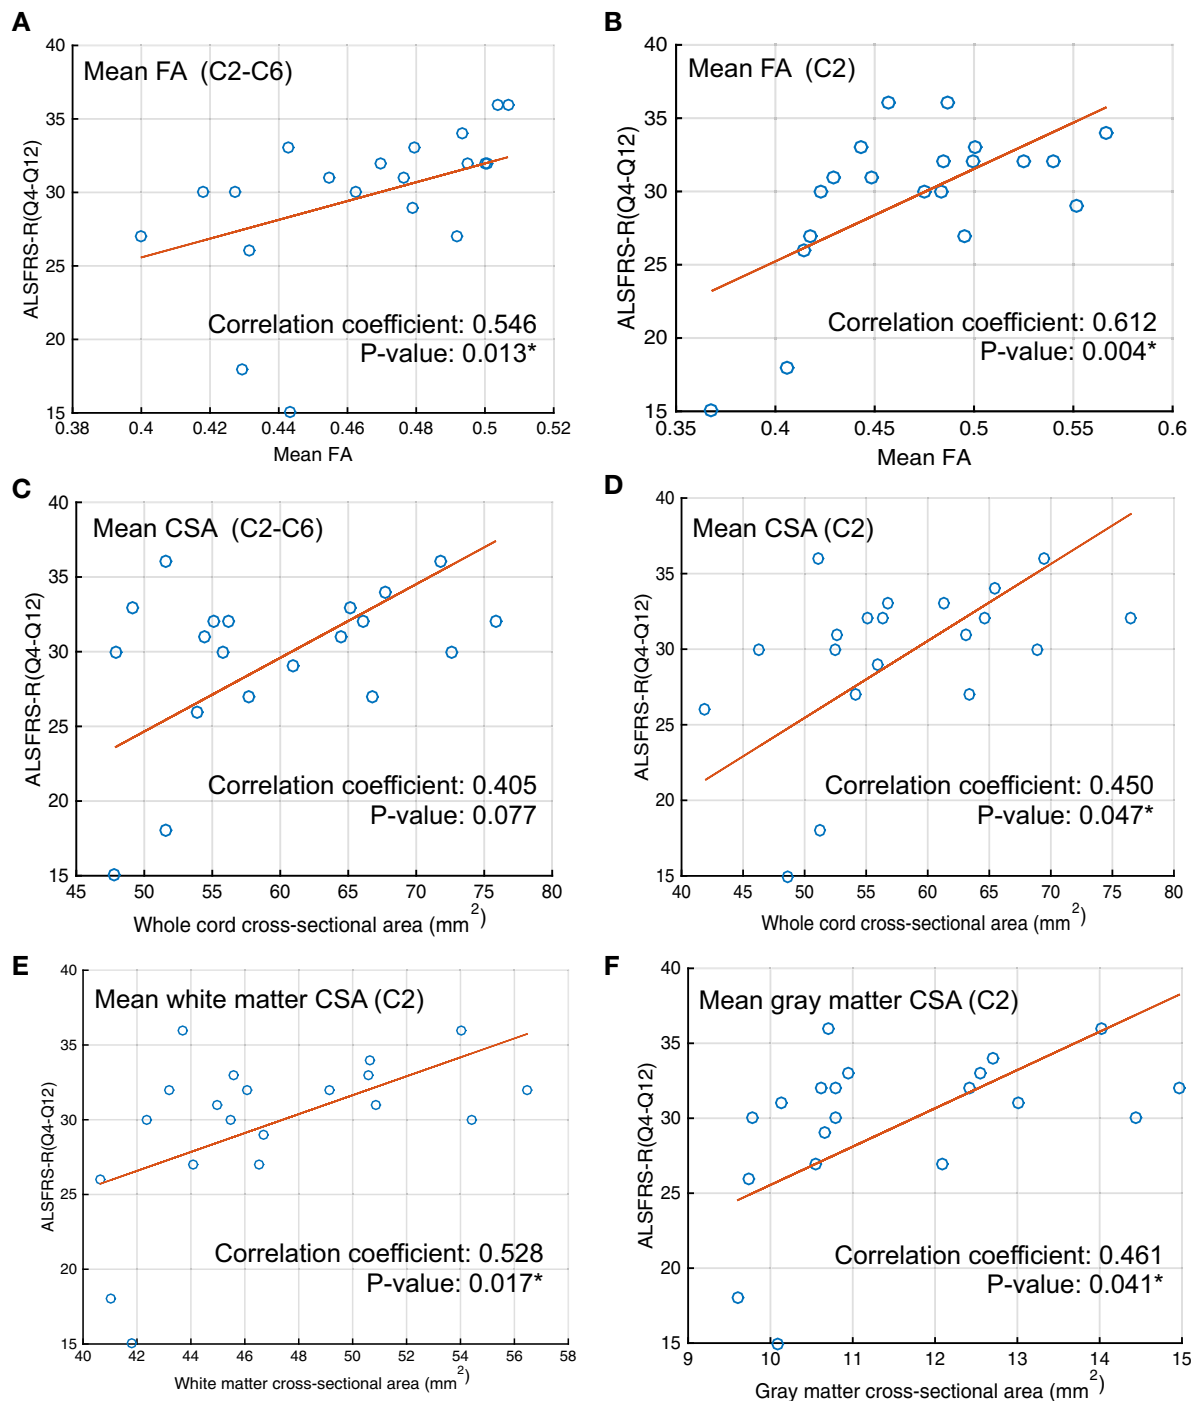 A
Mean FA (C2-C6)
ALSFRS-R(Q4-Q12)
40
35
30
25
20
15
Correlation coefficient: 0.546
P-value: 0.013*
0.38 0.4 0.42 0.44 0.46 0.48 0.5 0.52
Mean FA
B
Mean FA (C2)
ALSFRS-R(Q4-Q12)
40
35
30
25
20
15
Correlation coefficient: 0.612
P-value: 0.004*
0.35 0.4 0.45 0.5 0.55 0.6
Mean FA
C
Mean CSA (C2-C6)
ALSFRS-R(Q4-Q12)
40
35
30
25
20
15
Correlation coefficient: 0.405
P-value: 0.077
45 50 55 60 65 70 75 80
Whole cord cross-sectional area (mm²)
D
Mean CSA (C2)
ALSFRS-R(Q4-Q12)
40
35
30
25
20
15
Correlation coefficient: 0.450
P-value: 0.047*
40 45 50 55 60 65 70 75 80
Whole cord cross-sectional area (mm²)
E
Mean white matter CSA (C2)
ALSFRS-R(Q4-Q12)
40
35
30
25
20
15
Correlation coefficient: 0.528
P-value: 0.017*
40 42 44 46 48 50 52 54 56 58
White matter cross-sectional area (mm²)
F
Mean gray matter CSA (C2)
ALSFRS-R(Q4-Q12)
40
35
30
25
20
15
Correlation coefficient: 0.461
P-value: 0.041*
9 10 11 12 13 14 15
Gray matter cross-sectional area (mm²)